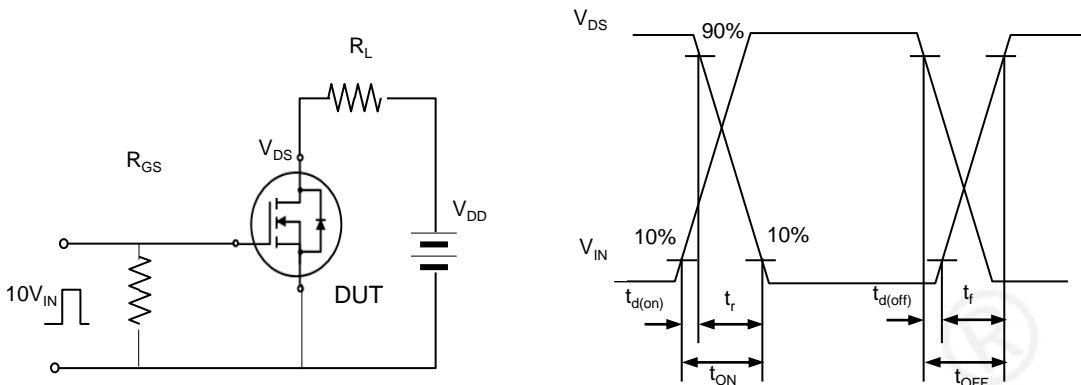 R_L
R_GS
V_DS
V_DD
10V_IN
DUT
V_DS
90%
V_IN
10%
10%
t_d(on)
t_r
t_d(off)
t_f
t_ON
t_OFF
R